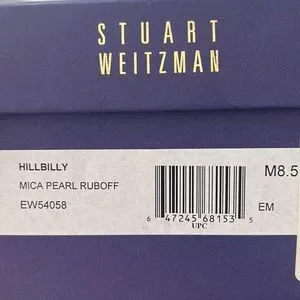 STUART
WEITZMAN
HILLBILLY
MICA PEARL RUBOFF
EW54058
M8.5
6 47245 68153 5
UPC
EM